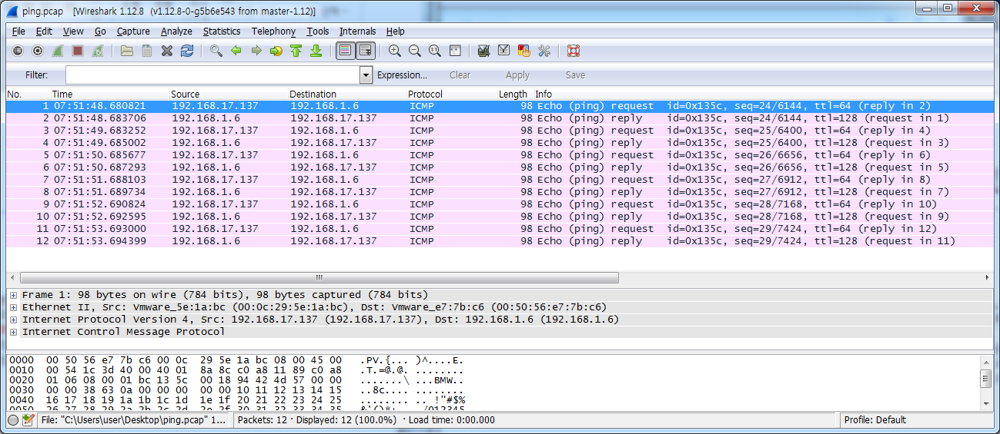 ping.pcap [Wireshark 1.12.8 (v1.12.8-0-g5b6e543 from master-1.12)]
File Edit View Go Capture Analyze Statistics Telephony Tools Internals Help
Filter: Expression... Clear Apply Save
No. Time Source Destination Protocol Length Info
1 07:51:48.680821 192.168.17.137 192.168.1.6 ICMP 98 Echo (ping) request id=0x135c, seq=24/6144, ttl=64 (reply in 2)
2 07:51:48.683706 192.168.1.6 192.168.17.137 ICMP 98 Echo (ping) reply id=0x135c, seq=24/6144, ttl=128 (request in 1)
3 07:51:49.683252 192.168.17.137 192.168.1.6 ICMP 98 Echo (ping) request id=0x135c, seq=25/6400, ttl=64 (reply in 4)
4 07:51:49.685002 192.168.1.6 192.168.17.137 ICMP 98 Echo (ping) reply id=0x135c, seq=25/6400, ttl=128 (request in 3)
5 07:51:50.685677 192.168.17.137 192.168.1.6 ICMP 98 Echo (ping) request id=0x135c, seq=26/6656, ttl=64 (reply in 6)
6 07:51:50.687293 192.168.1.6 192.168.17.137 ICMP 98 Echo (ping) reply id=0x135c, seq=26/6656, ttl=128 (request in 5)
7 07:51:51.688103 192.168.17.137 192.168.1.6 ICMP 98 Echo (ping) request id=0x135c, seq=27/6912, ttl=64 (reply in 8)
8 07:51:51.689734 192.168.1.6 192.168.17.137 ICMP 98 Echo (ping) reply id=0x135c, seq=27/6912, ttl=128 (request in 7)
9 07:51:52.690824 192.168.17.137 192.168.1.6 ICMP 98 Echo (ping) request id=0x135c, seq=28/7168, ttl=64 (reply in 10)
10 07:51:52.692595 192.168.1.6 192.168.17.137 ICMP 98 Echo (ping) reply id=0x135c, seq=28/7168, ttl=128 (request in 9)
11 07:51:53.693000 192.168.17.137 192.168.1.6 ICMP 98 Echo (ping) request id=0x135c, seq=29/7424, ttl=64 (reply in 12)
12 07:51:53.694399 192.168.1.6 192.168.17.137 ICMP 98 Echo (ping) reply id=0x135c, seq=29/7424, ttl=128 (request in 11)
Frame 1: 98 bytes on wire (784 bits), 98 bytes captured (784 bits)
Ethernet II, Src: Vmware_5e:1a:bc (00:0c:29:5e:1a:bc), Dst: Vmware_e7:7b:c6 (00:50:56:e7:7b:c6)
Internet Protocol Version 4, Src: 192.168.17.137 (192.168.17.137), Dst: 192.168.1.6 (192.168.1.6)
Internet Control Message Protocol
0000 00 50 56 e7 7b c6 00 0c 29 5e 1a bc 08 00 45 00 .PV.{... )^....E.
0010 00 54 1c 3d 40 00 40 01 8a 8c c0 a8 11 89 c0 a8 .T.=@.@. ........
0020 01 06 08 00 01 bc 13 5c 00 18 94 42 4d 57 00 00 .......\ ...BMW..
0030 00 00 38 63 0a 00 00 00 00 00 10 11 12 13 14 15 ..8c.... ........
0040 16 17 18 19 1a 1b 1c 1d 1e 1f 20 21 22 23 24 25 ........ .. !"#$%
0050 26 27 28 29 2a 2b 2c 2d 2e 2f 30 31 32 33 34 35 &'()*+,- ./012345
File: "C:\Users\user\Desktop\ping.pcap" 1... Packets: 12 · Displayed: 12 (100.0%) · Load time: 0:00.000 Profile: Default